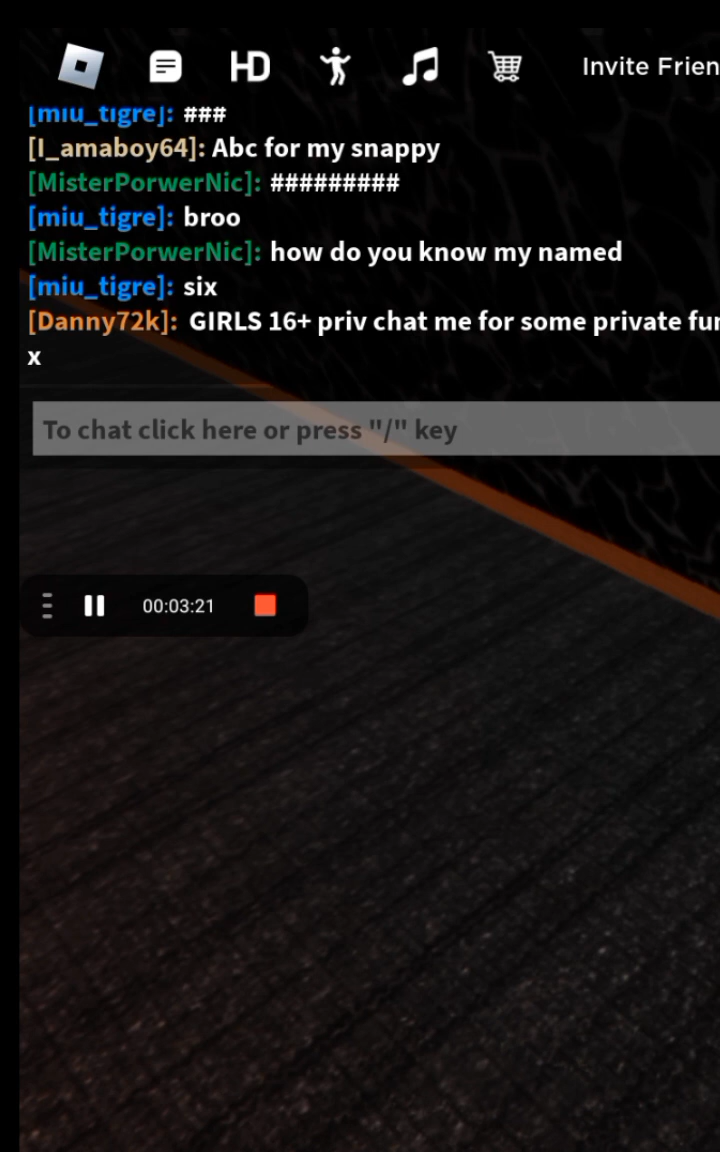 HD
Invite Frien
[miu_tigre]: ###
[I_amaboy64]: Abc for my snappy
[MisterPorwerNic]: #########
[miu_tigre]: broo
[MisterPorwerNic]: how do you know my named
[miu_tigre]: six
[Danny72k]: GIRLS 16+ priv chat me for some private fun
x
To chat click here or press "/" key
00:03:21